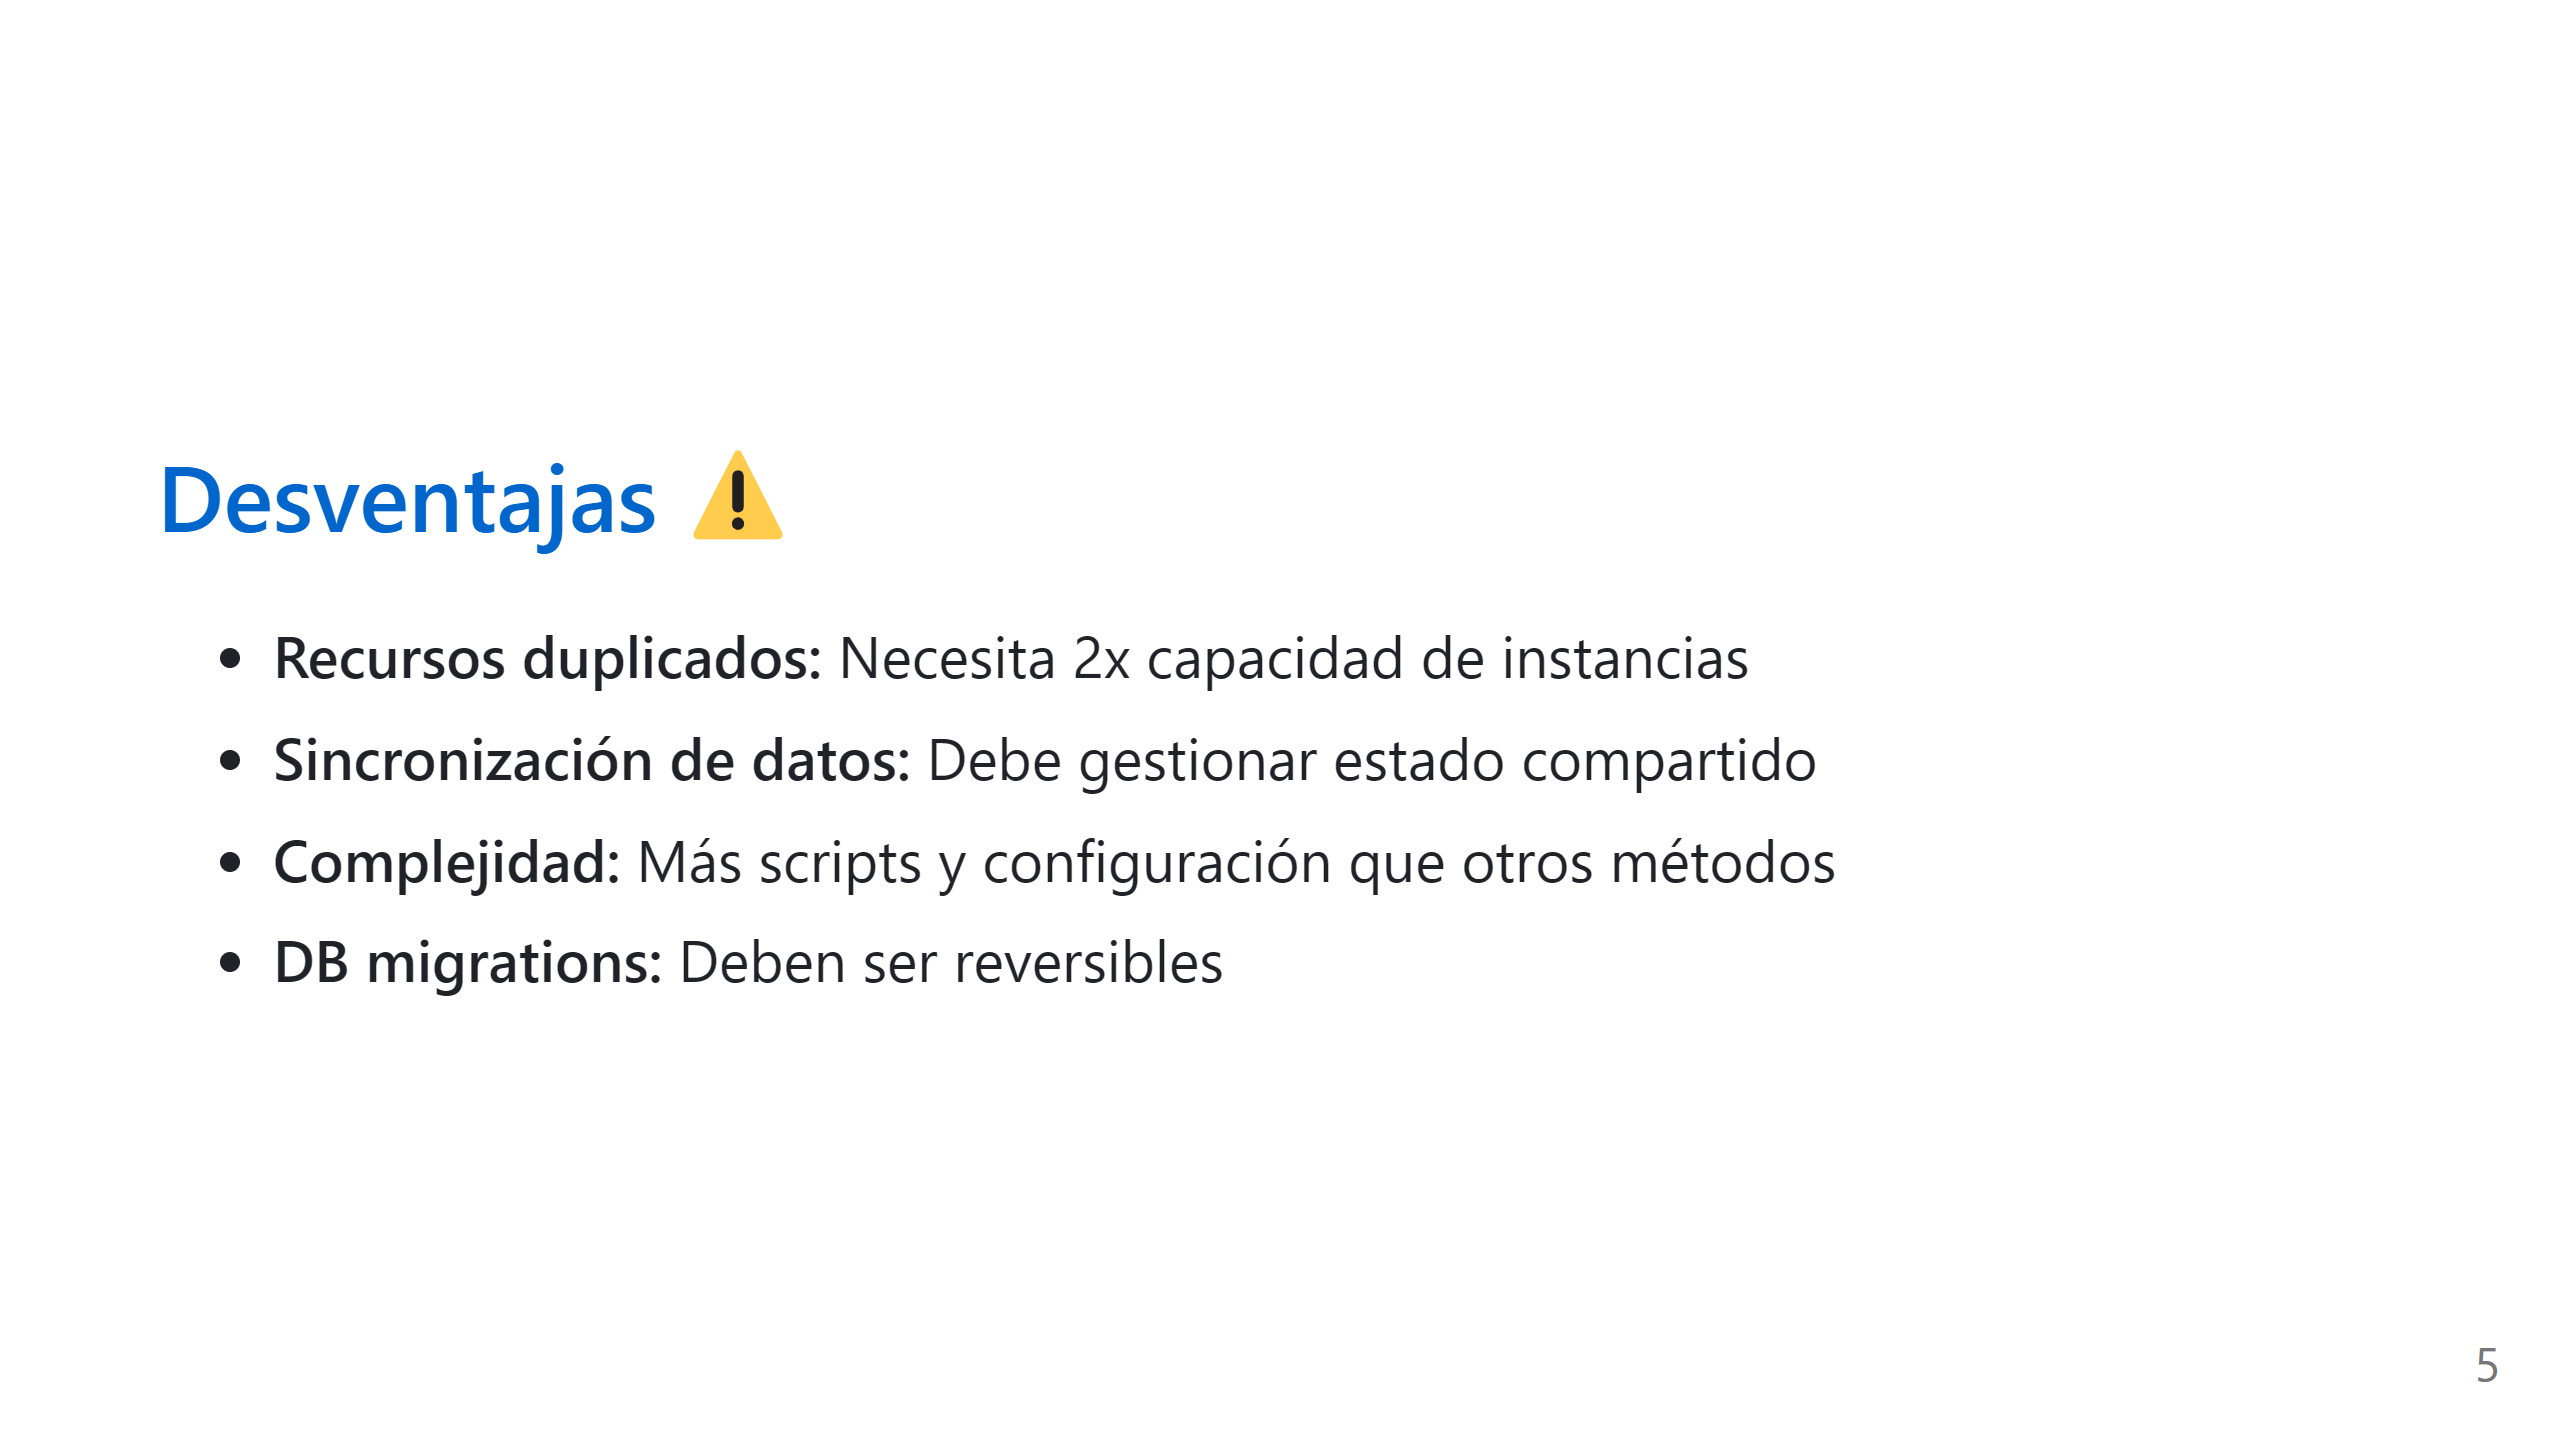 Desventajas ⚠️
• Recursos duplicados: Necesita 2x capacidad de instancias
• Sincronización de datos: Debe gestionar estado compartido
• Complejidad: Más scripts y configuración que otros métodos
• DB migrations: Deben ser reversibles
5